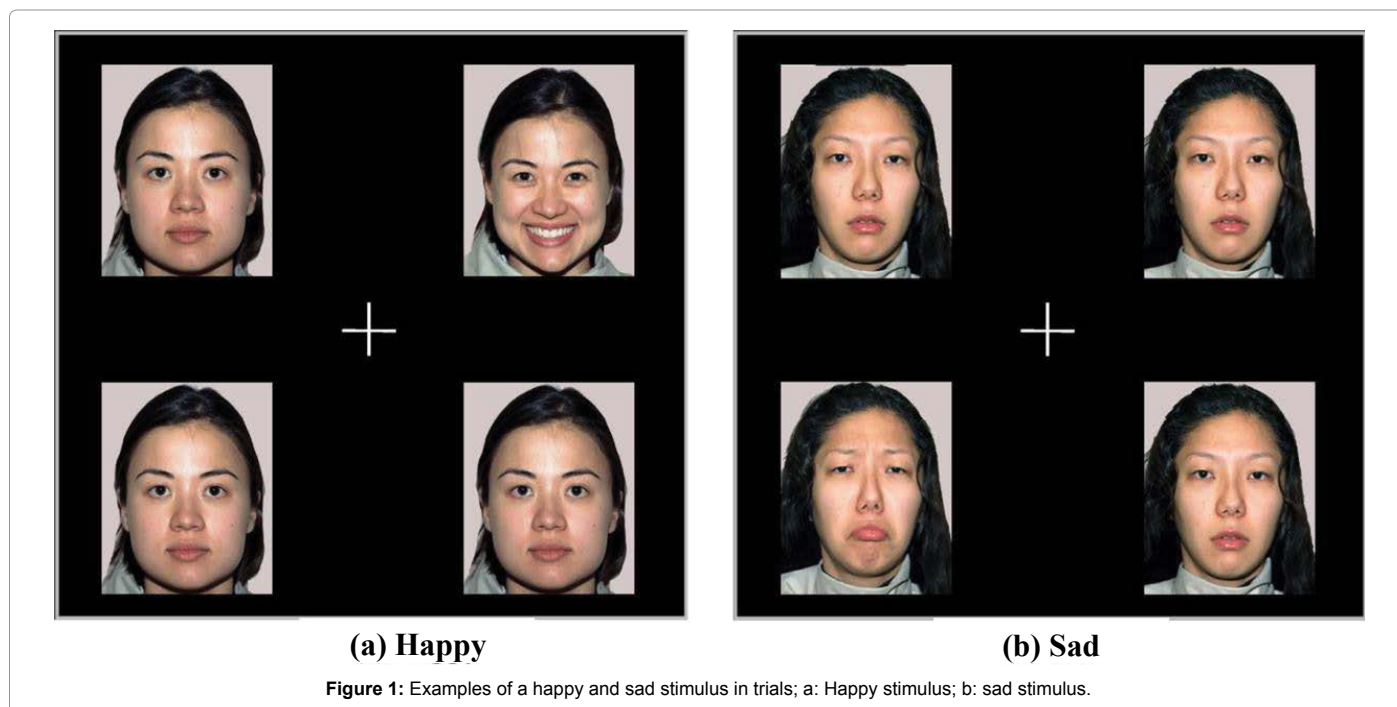 (a) Happy
(b) Sad
Figure 1: Examples of a happy and sad stimulus in trials; a: Happy stimulus; b: sad stimulus.